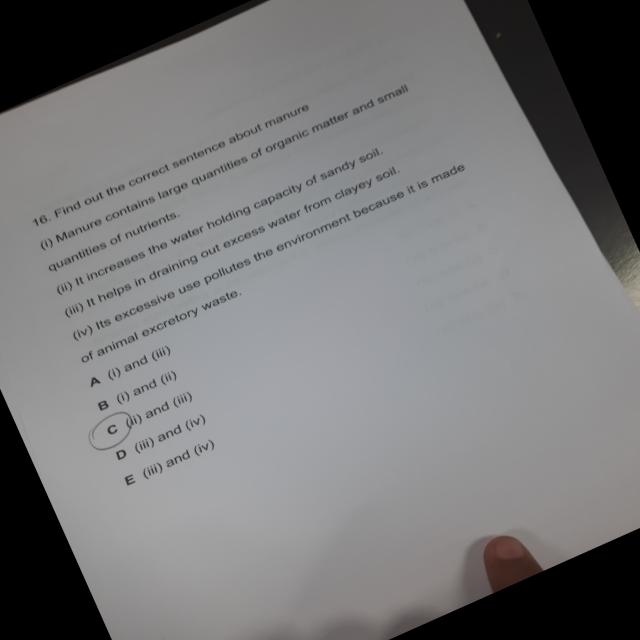 16. Find out the correct sentence about manure
(i) Manure contains large quantities of organic matter and small
quantities of nutrients.
(ii) It increases the water holding capacity of sandy soil.
(iii) It helps in draining out excess water from clayey soil.
(iv) Its excessive use pollutes the environment because it is made
of animal excretory waste.
A (i) and (iii)
B (i) and (ii)
C (ii) and (iii)
D (iii) and (iv)
E (ii) and (iv)